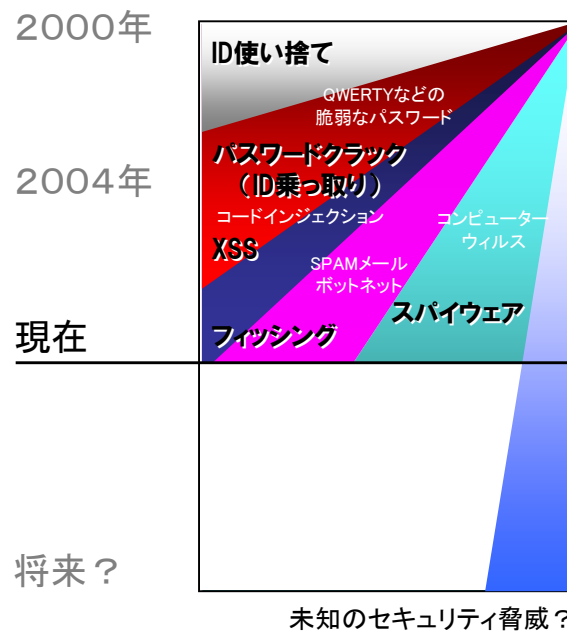 2000年
ID使い捨て
QWERTYなどの
脆弱なパスワード
パスワードクラック
2004年
（ID乗っ取り）
コードインジェクション
コンピューター
ウィルス
XSS
SPAMメール
ボットネット
スパイウェア
現在
フィッシング
将来？
未知のセキュリティ脅威？